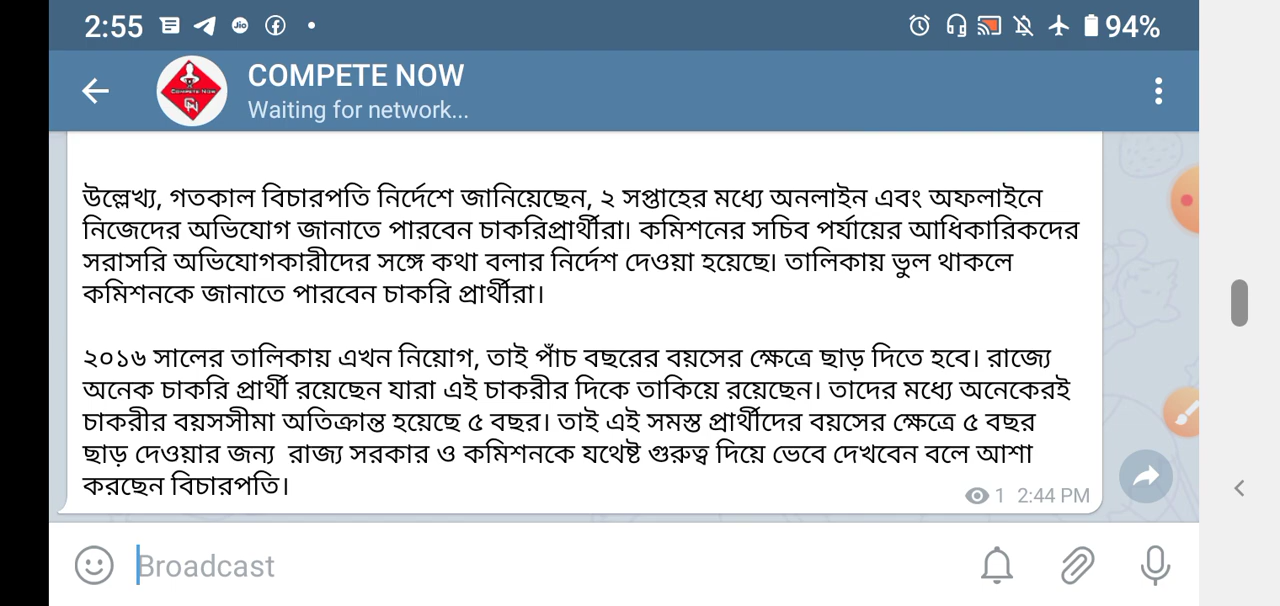 2:55
94%
COMPETE NOW
Waiting for network...
উল্লেখ্য, গতকাল বিচারপতি নির্দেশে জানিয়েছেন, ২ সপ্তাহের মধ্যে অনলাইন এবং অফলাইনে
নিজেদের অভিযোগ জানাতে পারবেন চাকরিপ্রার্থীরা। কমিশনের সচিব পর্যায়ের আধিকারিকদের
সরাসরি অভিযোগকারীদের সঙ্গে কথা বলার নির্দেশ দেওয়া হয়েছে। তালিকায় ভুল থাকলে
কমিশনকে জানাতে পারবেন চাকরি প্রার্থীরা।
২০১৬ সালের তালিকায় এখন নিয়োগ, তাই পাঁচ বছরের বয়সের ক্ষেত্রে ছাড় দিতে হবে। রাজ্যে
অনেক চাকরি প্রার্থী রয়েছেন যারা এই চাকরীর দিকে তাকিয়ে রয়েছেন। তাদের মধ্যে অনেকেরই
চাকরীর বয়সসীমা অতিক্রান্ত হয়েছে ৫ বছর। তাই এই সমস্ত প্রার্থীদের বয়সের ক্ষেত্রে ৫ বছর
ছাড় দেওয়ার জন্য  রাজ্য সরকার ও কমিশনকে যথেষ্ট গুরুত্ব দিয়ে ভেবে দেখবেন বলে আশা
করছেন বিচারপতি।
1 2:44 PM
Broadcast